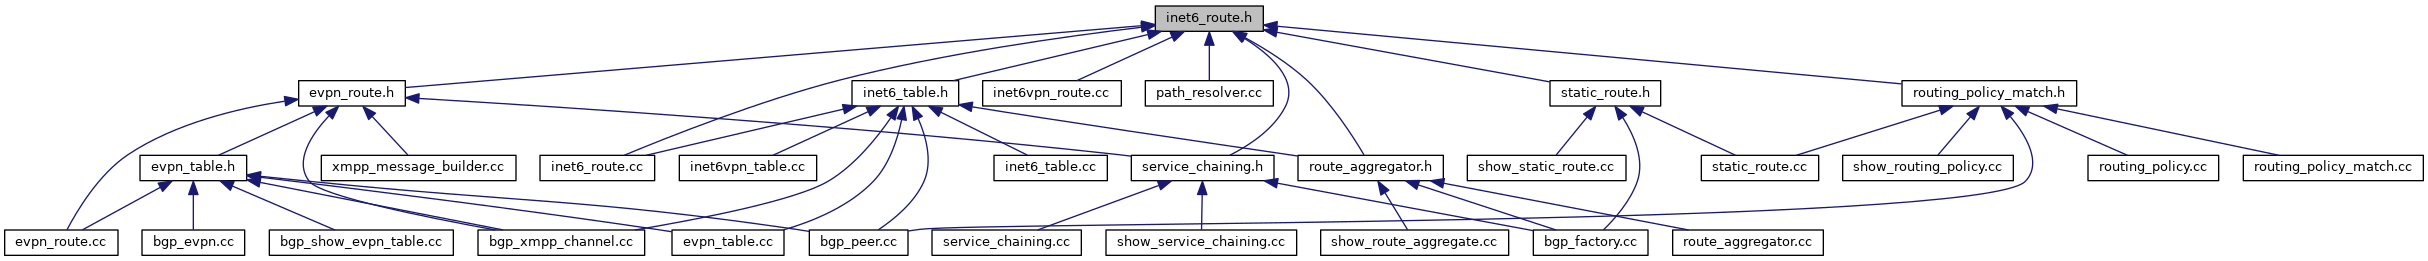 inet6_route.h
evpn_route.h
inet6_table.h
inet6vpn_route.cc
path_resolver.cc
static_route.h
routing_policy_match.h
evpn_table.h
xmpp_message_builder.cc
inet6_route.cc
inet6vpn_table.cc
inet6_table.cc
service_chaining.h
route_aggregator.h
show_static_route.cc
static_route.cc
show_routing_policy.cc
routing_policy.cc
routing_policy_match.cc
evpn_route.cc
bgp_evpn.cc
bgp_show_evpn_table.cc
bgp_xmpp_channel.cc
evpn_table.cc
bgp_peer.cc
service_chaining.cc
show_service_chaining.cc
show_route_aggregate.cc
bgp_factory.cc
route_aggregator.cc